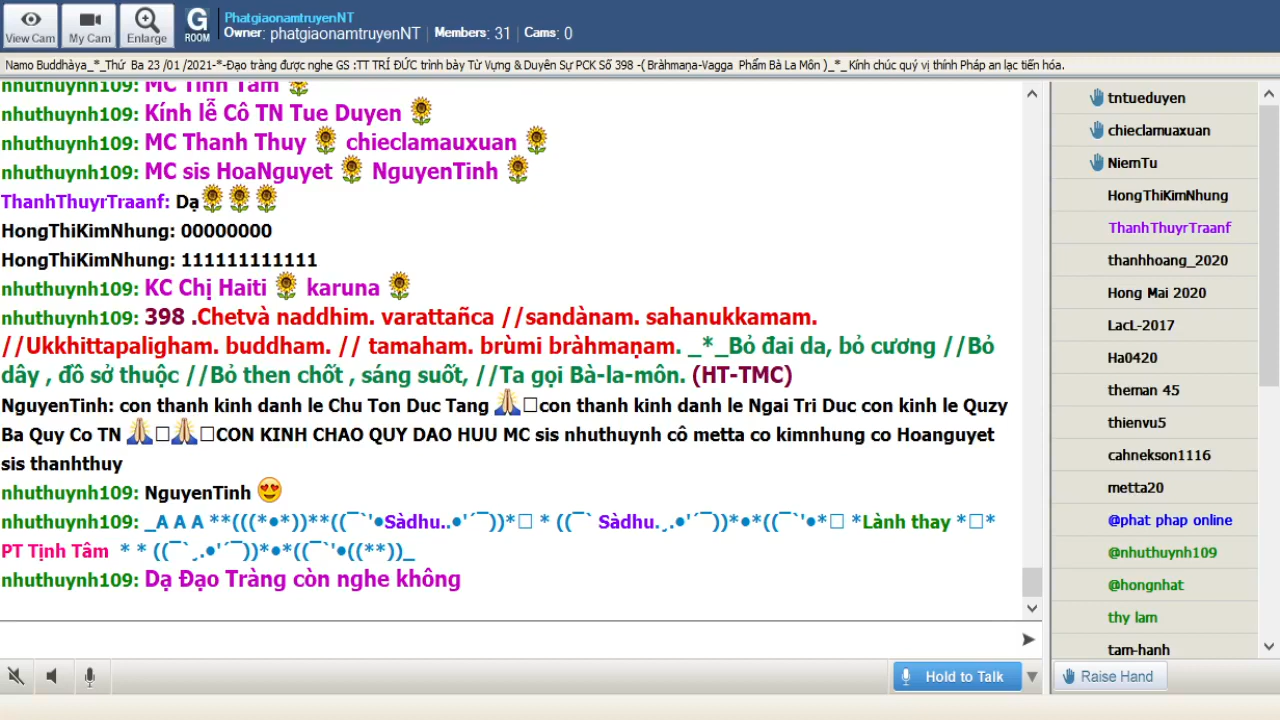 View Cam
My Cam
Enlarge
G
ROOM
PhatgiaonamtruyenNT
Owner: phatgiaonamtruyenNT | Members: 31 | Cams: 0
Namo Buddhàya_*_Thứ Ba 23 /01 /2021-*-Đạo tràng được nghe GS :TT TRÍ ĐỨC trình bày Từ Vựng & Duyên Sự PCK Số 398 -( Bràhmaṇa-Vagga Phẩm Bà La Môn )_*_ Kính chúc quý vị thính Pháp an lạc tiến hóa.
nhuthuynh109: MC Tinh Tam 🌻
nhuthuynh109: Kính lễ Cô TN Tue Duyen 🌻
nhuthuynh109: MC Thanh Thuy 🌻 chieclamauxuan 🌻
nhuthuynh109: MC sis HoaNguyet 🌻 NguyenTinh 🌻
ThanhThuyrTraanf: Dạ🌻🌻🌻
HongThiKimNhung: 00000000
HongThiKimNhung: 111111111111
nhuthuynh109: KC Chị Haiti 🌻 karuna 🌻
nhuthuynh109: 398 .Chetvà naddhim. varattañca //sandànam. sahanukkamam.
//Ukkhittapaligham. buddham. // tamaham. brùmi bràhmaṇam. _*_Bỏ đai da, bỏ cương //Bỏ
dây , đồ sở thuộc //Bỏ then chốt , sáng suốt, //Ta gọi Bà-la-môn. (HT-TMC)
NguyenTinh: con thanh kinh danh le Chu Ton Duc Tang 🙏□con thanh kinh danh le Ngai Tri Duc con kinh le Quzy
Ba Quy Co TN 🙏□🙏□CON KINH CHAO QUY DAO HUU MC sis nhuthuynh cô metta co kimnhung co Hoanguyet
sis thanhthuy
nhuthuynh109: NguyenTinh 😍
nhuthuynh109: _A A A **(((*•*))**((¯`'•Sàdhu..•'´¯))*□ * ((¯` Sàdhu.¸.•'´¯))*•*((¯`'•*□ *Lành thay *□*
PT Tịnh Tâm * * ((¯`¸.•'´¯))*•*((¯`'•((**))_
nhuthuynh109: Dạ Đạo Tràng còn nghe không
Hold to Talk
tntueduyen
chieclamuaxuan
NiemTu
HongThiKimNhung
ThanhThuyrTraanf
thanhhoang_2020
Hong Mai 2020
LacL-2017
Ha0420
theman 45
thienvu5
cahnekson1116
metta20
@phat phap online
@nhuthuynh109
@hongnhat
thy lam
tam-hanh
Raise Hand